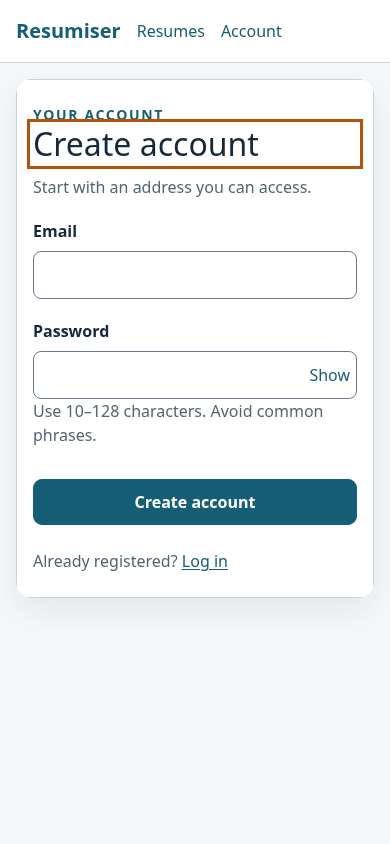 Resumiser Resumes Account
YOUR ACCOUNT
Create account
Start with an address you can access.
Email
Password
Show
Use 10–128 characters. Avoid common
phrases.
Create account
Already registered? Log in